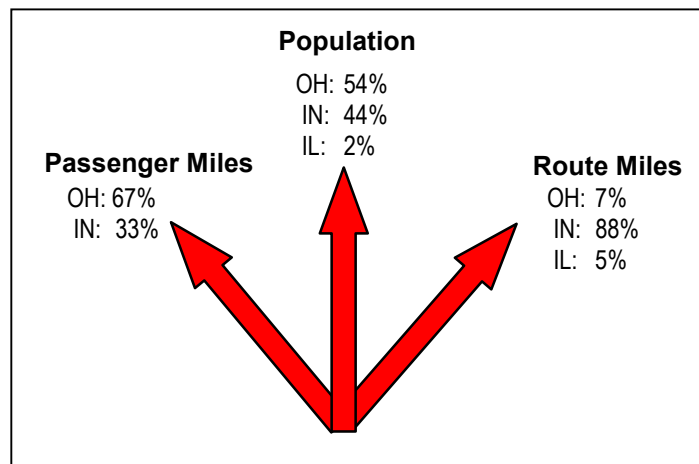 Population
OH: 54%
IN: 44%
IL: 2%
Passenger Miles
OH: 67%
IN: 33%
Route Miles
OH: 7%
IN: 88%
IL: 5%